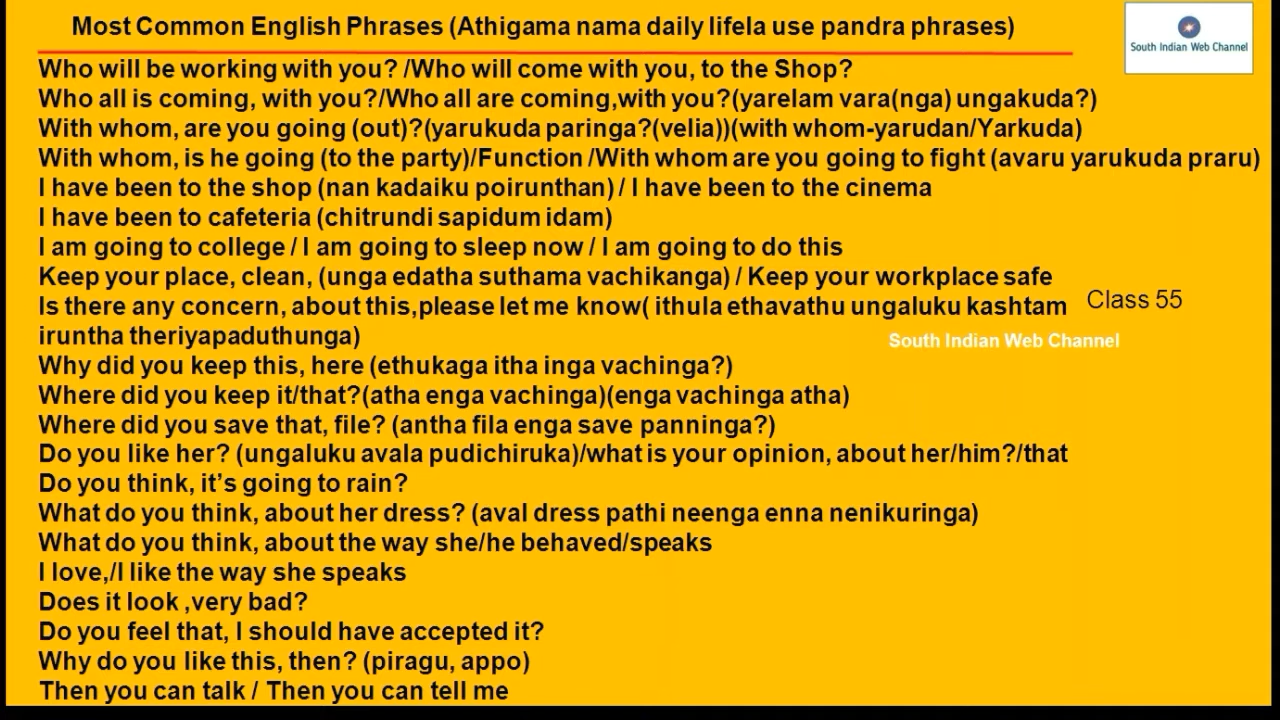 Most Common English Phrases (Athigama nama daily lifela use pandra phrases)
South Indian Web Channel
Who will be working with you? /Who will come with you, to the Shop?
Who all is coming, with you?/Who all are coming,with you?(yarelam vara(nga) ungakuda?)
With whom, are you going (out)?(yarukuda paringa?(velia))(with whom-yarudan/Yarkuda)
With whom, is he going (to the party)/Function /With whom are you going to fight (avaru yarukuda praru)
I have been to the shop (nan kadaiku poirunthan) / I have been to the cinema
I have been to cafeteria (chitrundi sapidum idam)
I am going to college / I am going to sleep now / I am going to do this
Keep your place, clean, (unga edatha suthama vachikanga) / Keep your workplace safe
Is there any concern, about this,please let me know( ithula ethavathu ungaluku kashtam
Class 55
iruntha theriyapaduthunga)
South Indian Web Channel
Why did you keep this, here (ethukaga itha inga vachinga?)
Where did you keep it/that?(atha enga vachinga)(enga vachinga atha)
Where did you save that, file? (antha fila enga save panninga?)
Do you like her? (ungaluku avala pudichiruka)/what is your opinion, about her/him?/that
Do you think, it's going to rain?
What do you think, about her dress? (aval dress pathi neenga enna nenikuringa)
What do you think, about the way she/he behaved/speaks
I love,/I like the way she speaks
Does it look ,very bad?
Do you feel that, I should have accepted it?
Why do you like this, then? (piragu, appo)
Then you can talk / Then you can tell me